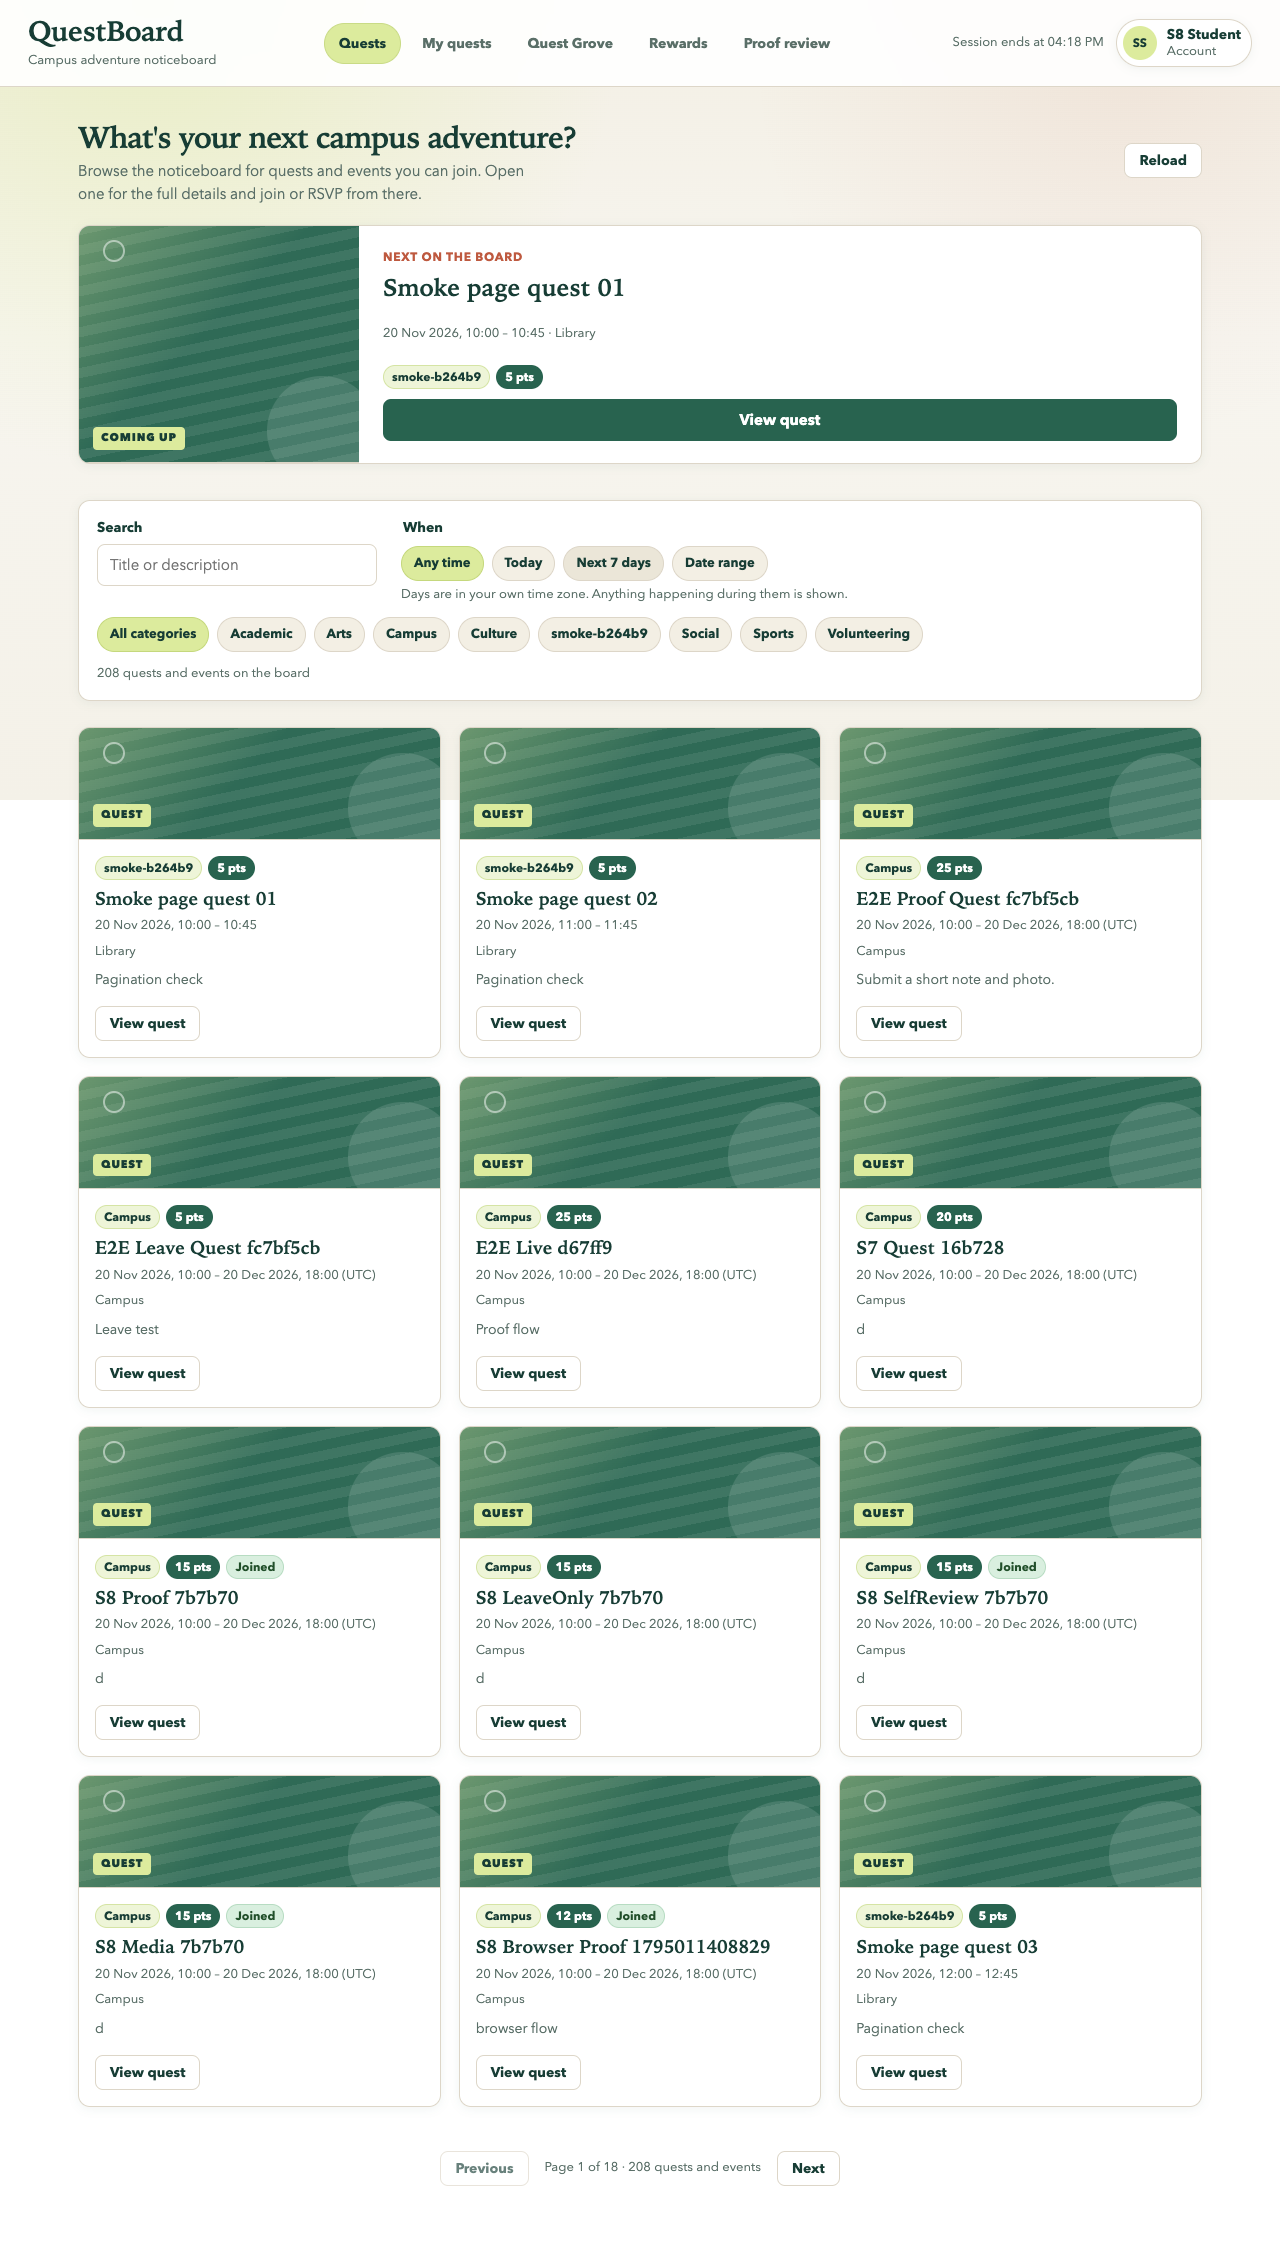 QuestBoard
Campus adventure noticeboard
Quests
My quests
Quest Grove
Rewards
Proof review
Session ends at 04:18 PM
SS
S8 Student
Account
What's your next campus adventure?
Browse the noticeboard for quests and events you can join. Open
one for the full details and join or RSVP from there.
Reload
COMING UP
NEXT ON THE BOARD
Smoke page quest 01
20 Nov 2026, 10:00 – 10:45 · Library
smoke-b264b9
5 pts
View quest
Search
Title or description
When
Any time
Today
Next 7 days
Date range
Days are in your own time zone. Anything happening during them is shown.
All categories
Academic
Arts
Campus
Culture
smoke-b264b9
Social
Sports
Volunteering
208 quests and events on the board
QUEST
smoke-b264b9
5 pts
Smoke page quest 01
20 Nov 2026, 10:00 – 10:45
Library
Pagination check
View quest
QUEST
smoke-b264b9
5 pts
Smoke page quest 02
20 Nov 2026, 11:00 – 11:45
Library
Pagination check
View quest
QUEST
Campus
25 pts
E2E Proof Quest fc7bf5cb
20 Nov 2026, 10:00 – 20 Dec 2026, 18:00 (UTC)
Campus
Submit a short note and photo.
View quest
QUEST
Campus
5 pts
E2E Leave Quest fc7bf5cb
20 Nov 2026, 10:00 – 20 Dec 2026, 18:00 (UTC)
Campus
Leave test
View quest
QUEST
Campus
25 pts
E2E Live d67ff9
20 Nov 2026, 10:00 – 20 Dec 2026, 18:00 (UTC)
Campus
Proof flow
View quest
QUEST
Campus
20 pts
S7 Quest 16b728
20 Nov 2026, 10:00 – 20 Dec 2026, 18:00 (UTC)
Campus
d
View quest
QUEST
Campus
15 pts
Joined
S8 Proof 7b7b70
20 Nov 2026, 10:00 – 20 Dec 2026, 18:00 (UTC)
Campus
d
View quest
QUEST
Campus
15 pts
S8 LeaveOnly 7b7b70
20 Nov 2026, 10:00 – 20 Dec 2026, 18:00 (UTC)
Campus
d
View quest
QUEST
Campus
15 pts
Joined
S8 SelfReview 7b7b70
20 Nov 2026, 10:00 – 20 Dec 2026, 18:00 (UTC)
Campus
d
View quest
QUEST
Campus
15 pts
Joined
S8 Media 7b7b70
20 Nov 2026, 10:00 – 20 Dec 2026, 18:00 (UTC)
Campus
d
View quest
QUEST
Campus
12 pts
Joined
S8 Browser Proof 1795011408829
20 Nov 2026, 10:00 – 20 Dec 2026, 18:00 (UTC)
Campus
browser flow
View quest
QUEST
smoke-b264b9
5 pts
Smoke page quest 03
20 Nov 2026, 12:00 – 12:45
Library
Pagination check
View quest
Previous
Page 1 of 18 · 208 quests and events
Next